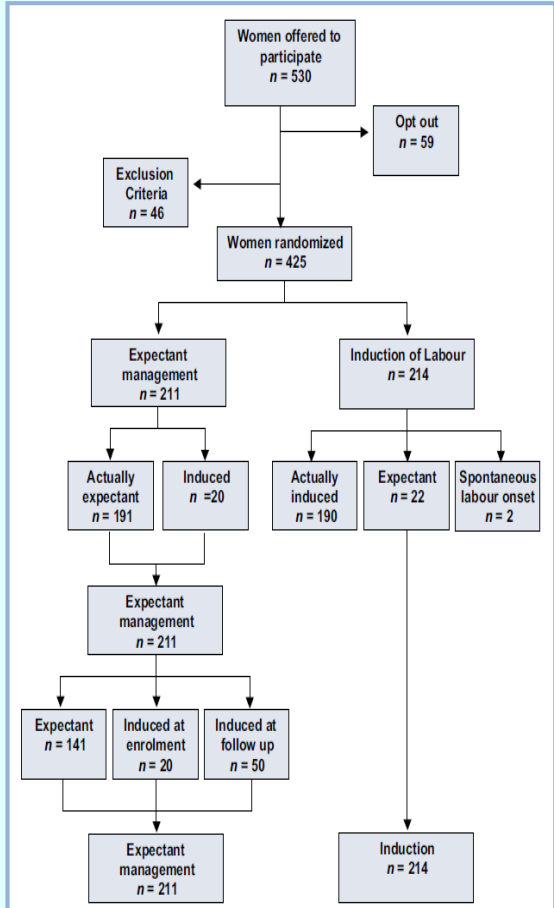 Women offered to
participate
n = 530
Opt out
n = 59
Exclusion
Criteria
n = 46
Women randomized
n = 425
Expectant
management
n = 211
Induction of Labour
n = 214
Actually
expectant
n = 191
Induced
n =20
Actually
induced
n = 190
Expectant
n = 22
Spontaneous
labour onset
n = 2
Expectant
management
n = 211
Expectant
n = 141
Induced at
enrolment
n = 20
Induced at
follow up
n = 50
Expectant
management
n = 211
Induction
n = 214